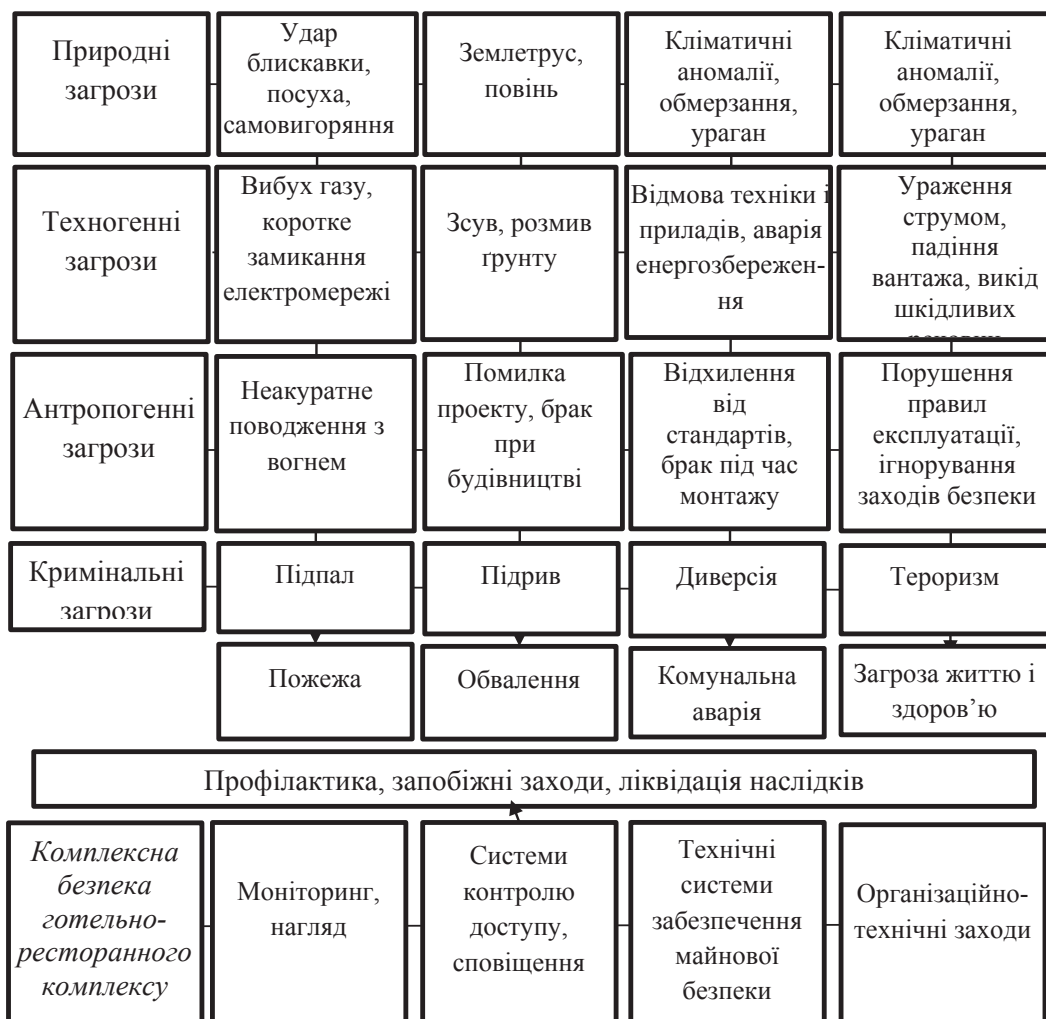 Природні
загрози
Удар
блискавки,
посуха,
самовигоряння
Землетрус,
повінь
Кліматичні
аномалії,
обмерзання,
ураган
Кліматичні
аномалії,
обмерзання,
ураган
Техногенні
загрози
Вибух газу,
коротке
замикання
електромережі
Зсув, розмив
ґрунту
Відмова техніки і
приладів, аварія
енергозбережен-
ня
Ураження
струмом,
падіння
вантажа, викід
шкідливих
Антропогенні
загрози
Неакуратне
поводження з
вогнем
Помилка
проекту, брак
при
будівництві
Відхилення
від
стандартів,
брак під час
монтажу
Порушення
правил
експлуатації,
ігнорування
заходів безпеки
Кримінальні
загрози
Підпал
Підрив
Диверсія
Тероризм
Пожежа
Обвалення
Комунальна
аварія
Загроза життю і
здоров’ю
Профілактика, запобіжні заходи, ліквідація наслідків
Комплексна
безпека
готельно-
ресторанного
комплексу
Моніторинг,
нагляд
Системи
контролю
доступу,
сповіщення
Технічні
системи
забезпечення
майнової
безпеки
Організаційно-
технічні заходи